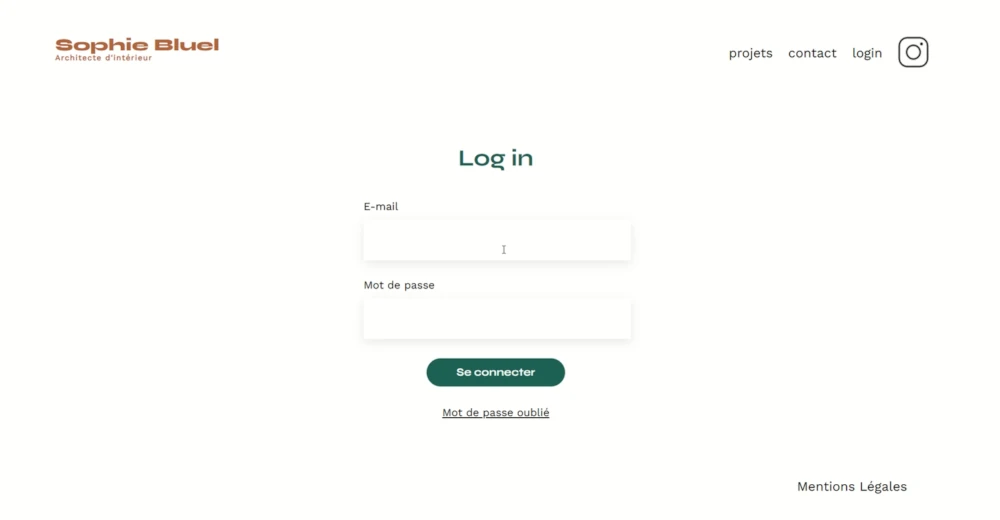 Sophie Bluel
Architecte d'intérieur
projets contact login
Log in
E-mail
Mot de passe
Se connecter
Mot de passe oublié
Mentions Légales